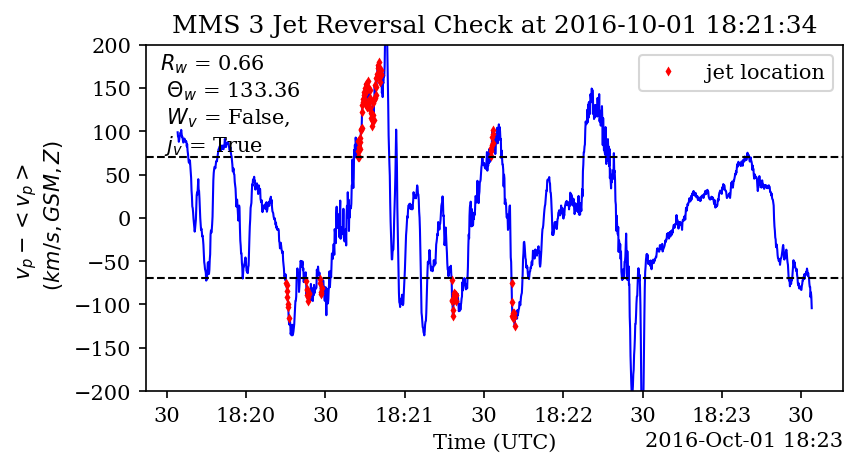 MMS 3 Jet Reversal Check at 2016-10-01 18:21:34
R_w = 0.66
Θ_w = 133.36
W_v = False,
j_v = True
jet location
200
150
100
50
0
−50
−100
−150
−200
v_p − < v_p >
(km/s, GSM, Z)
30 18:20 30 18:21 30 18:22 30 18:23 30
Time (UTC)
2016-Oct-01 18:23